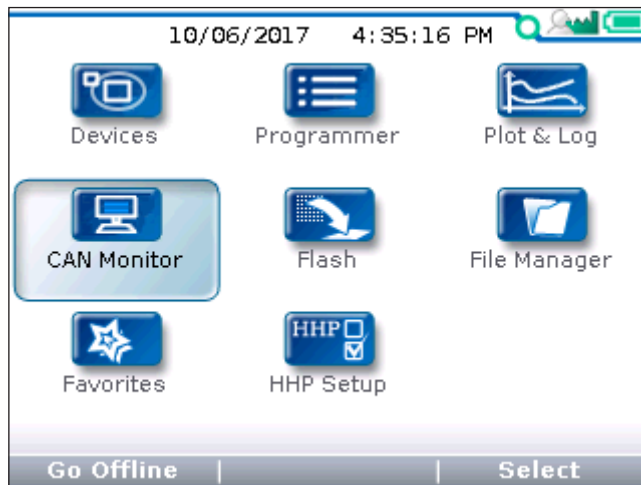 10/06/2017 4:35:16 PM
Devices Programmer Plot & Log
CAN Monitor Flash File Manager
HHP
Favorites HHP Setup
Go Offline Select